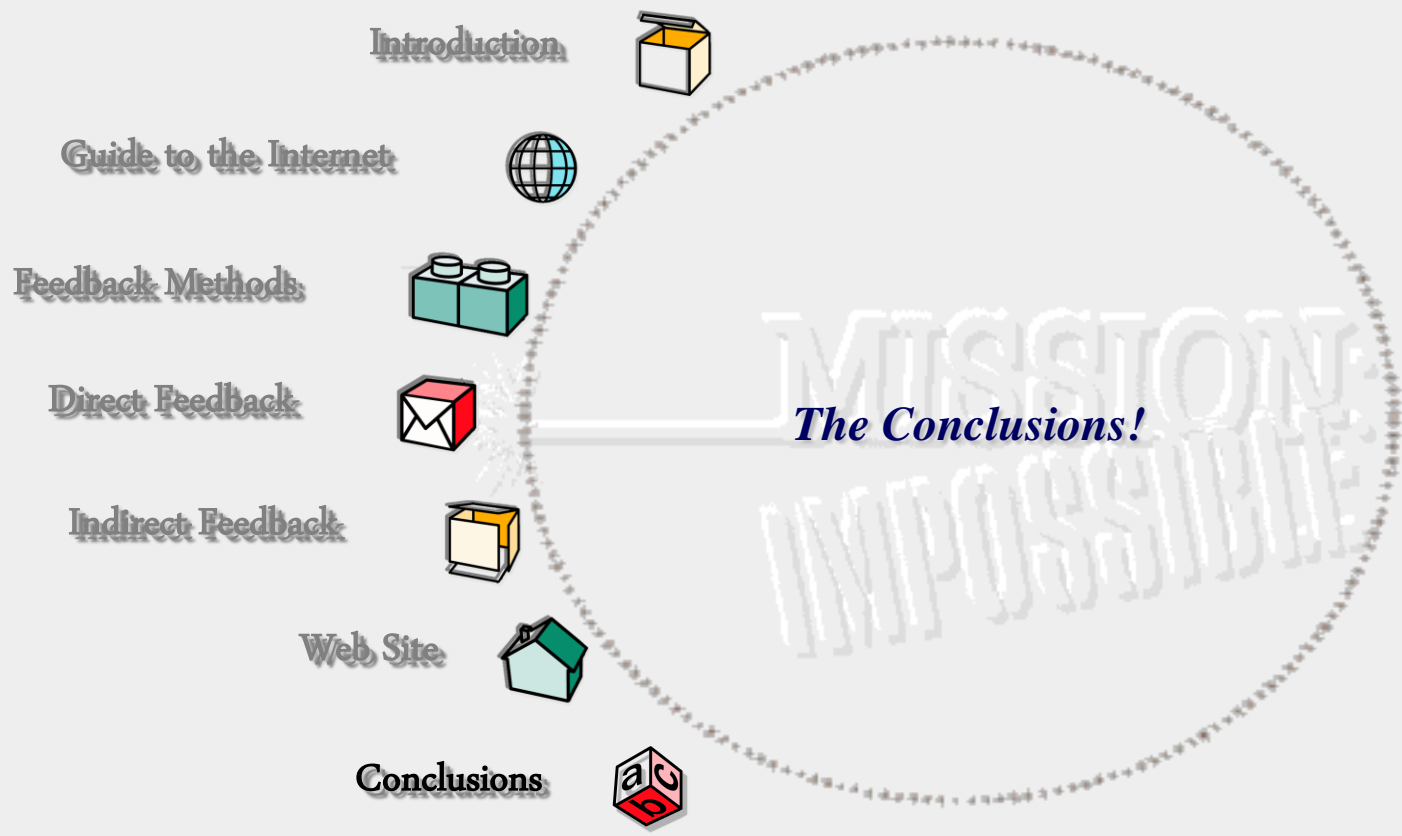 Introduction
Guide to the Internet
Feedback Methods
Direct Feedback
Indirect Feedback
Web Site
Conclusions
a
c
b
MISSION
The Conclusions!
IMPOSSIBLE